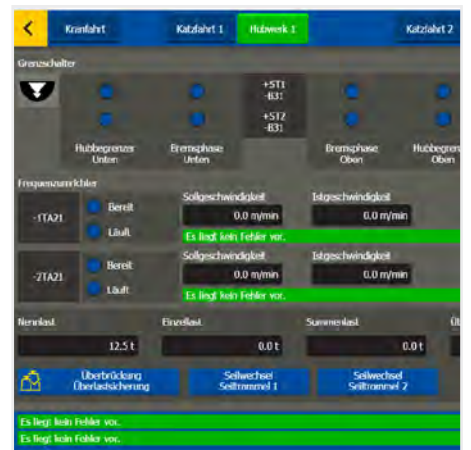 Kranfahrt Katzfahrt 1 Hubwerk 1 Katzfahrt 2
Grenzschalter
+ST1
-B31
+ST2
-B31
Hubbegrenzer
Unten
Bremsphase
Unten
Bremsphase
Oben
Hubbegren
Oben
Frequenzumrichter
-1TA21
Bereit
Läuft
Sollgeschwindigkeit Istgeschwindigkeit
0.0 m/min 0.0 m/min
Es liegt kein Fehler vor.
-2TA21
Bereit
Läuft
Sollgeschwindigkeit Istgeschwindigkeit
0.0 m/min 0.0 m/min
Es liegt kein Fehler vor.
Nennlast Einzellast Summenlast Üb
12.5 t 0.0 t 0.0 t
Überbrückung
Überlastsicherung
Seilwechsel
Seiltrommel 1
Seilwechsel
Seiltrommel 2
Es liegt kein Fehler vor.
Es liegt kein Fehler vor.